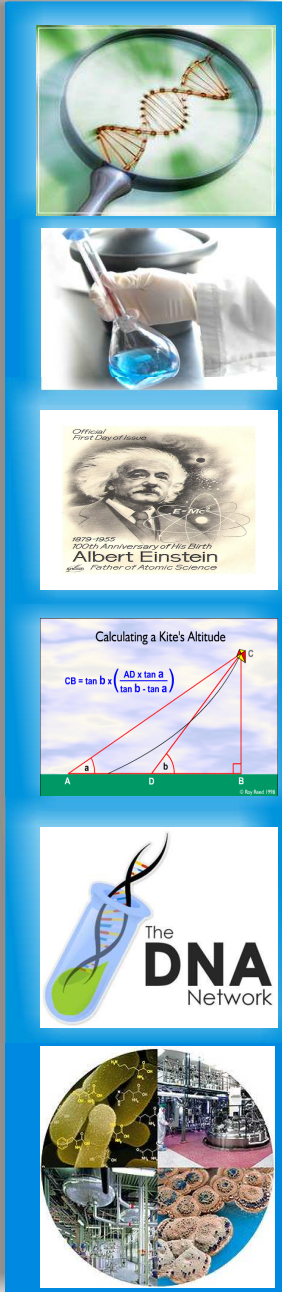 Official
First Day of Issue
E=Mc²
1879-1955
100th Anniversary of His Birth
Albert Einstein
Father of Atomic Science
Calculating a Kite's Altitude
CB = tan b x ( AD x tan a
tan b - tan a )
C
a
b
A
D
B
© Ray Reed 1998
The
DNA
Network